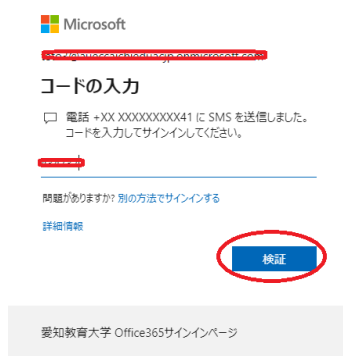 Microsoft
コードの入力
電話 +XX XXXXXXXXX41 に SMS を送信しました。
コードを入力してサインインしてください。
問題がありますか? 別の方法でサインインする
詳細情報
検証
愛知教育大学 Office365サインインページ